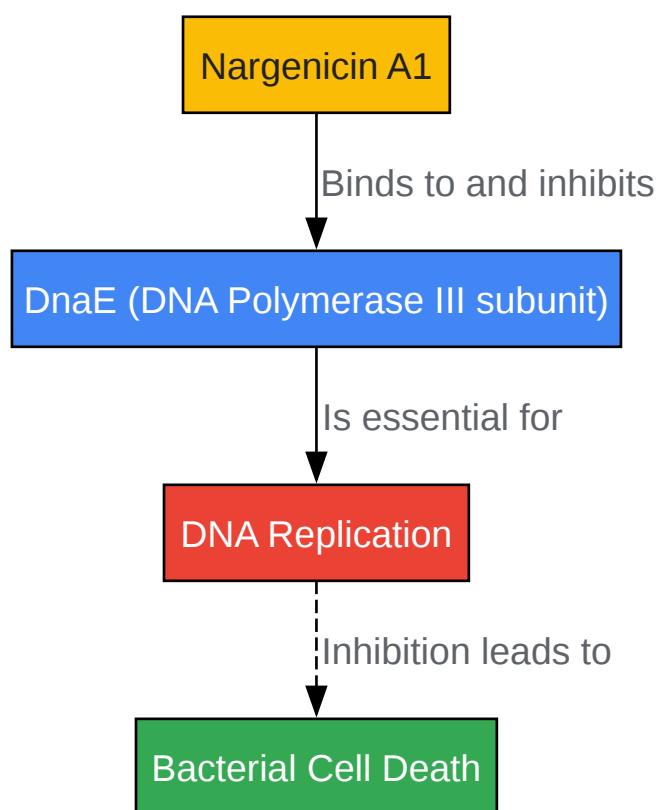 Nargenicin A1
Binds to and inhibits
DnaE (DNA Polymerase III subunit)
Is essential for
DNA Replication
Inhibition leads to
Bacterial Cell Death